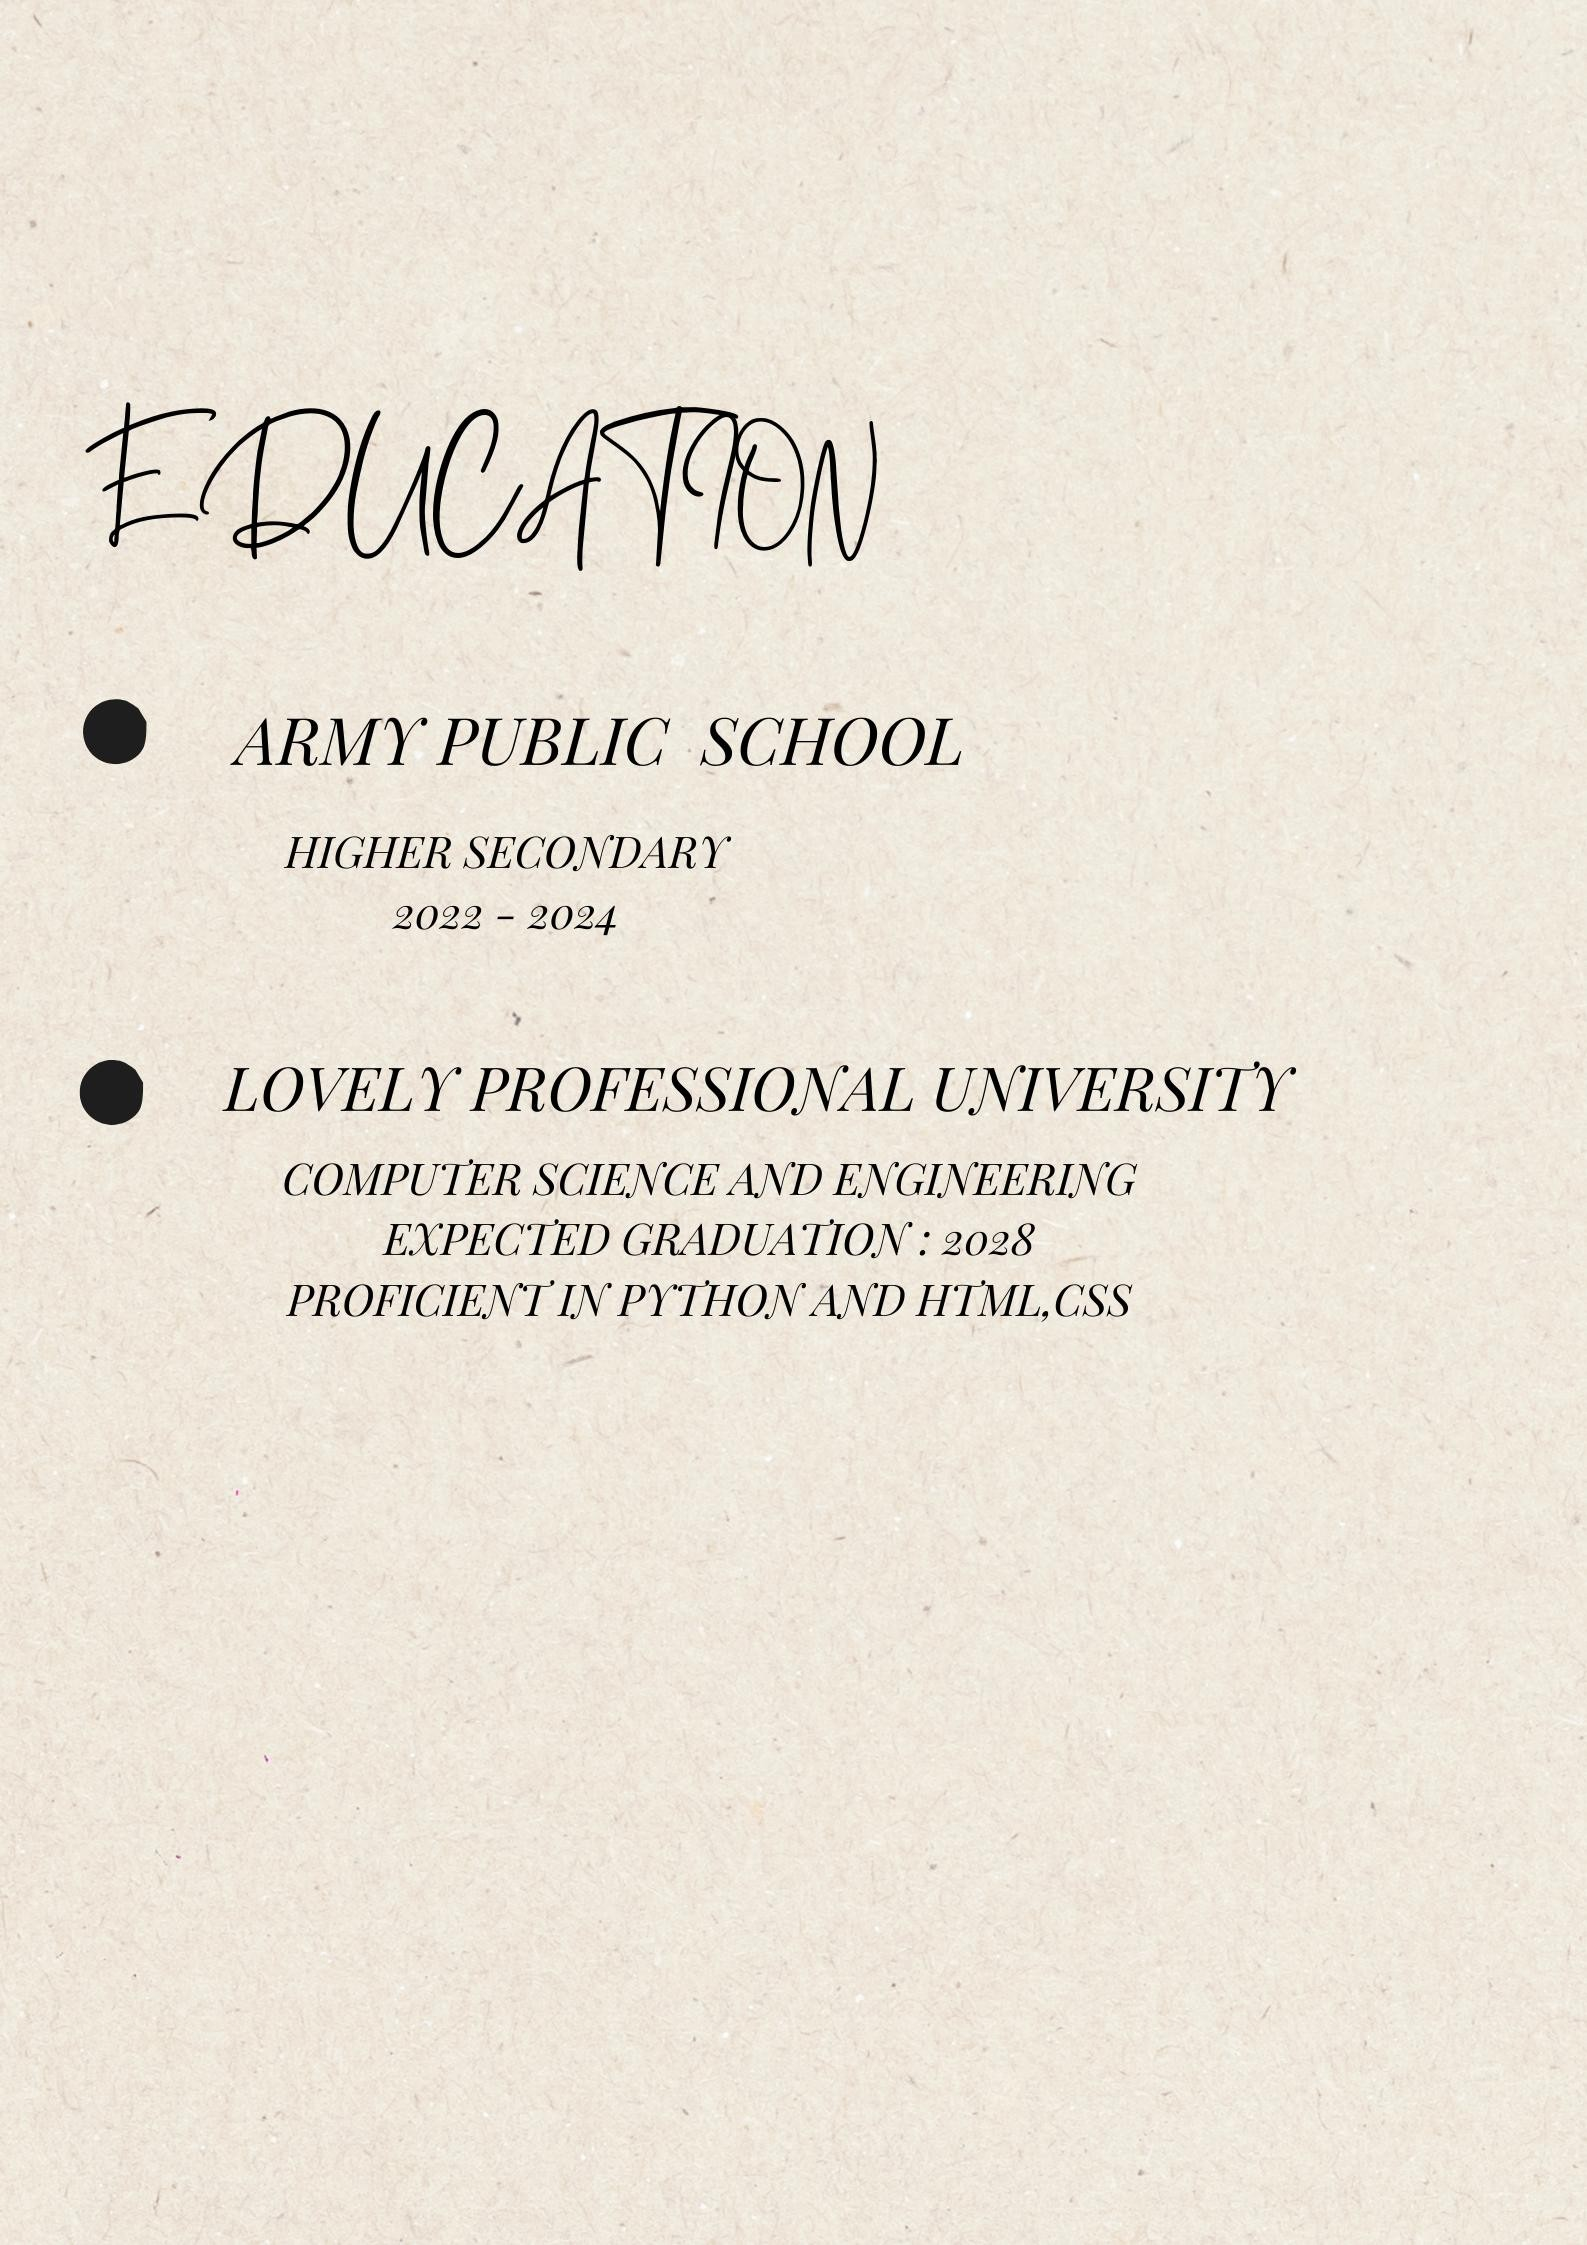 EDUCATION
ARMY PUBLIC  SCHOOL
HIGHER SECONDARY
2022 - 2024
LOVELY PROFESSIONAL UNIVERSITY
COMPUTER SCIENCE AND ENGINEERING
EXPECTED GRADUATION : 2028
PROFICIENT IN PYTHON AND HTML,CSS